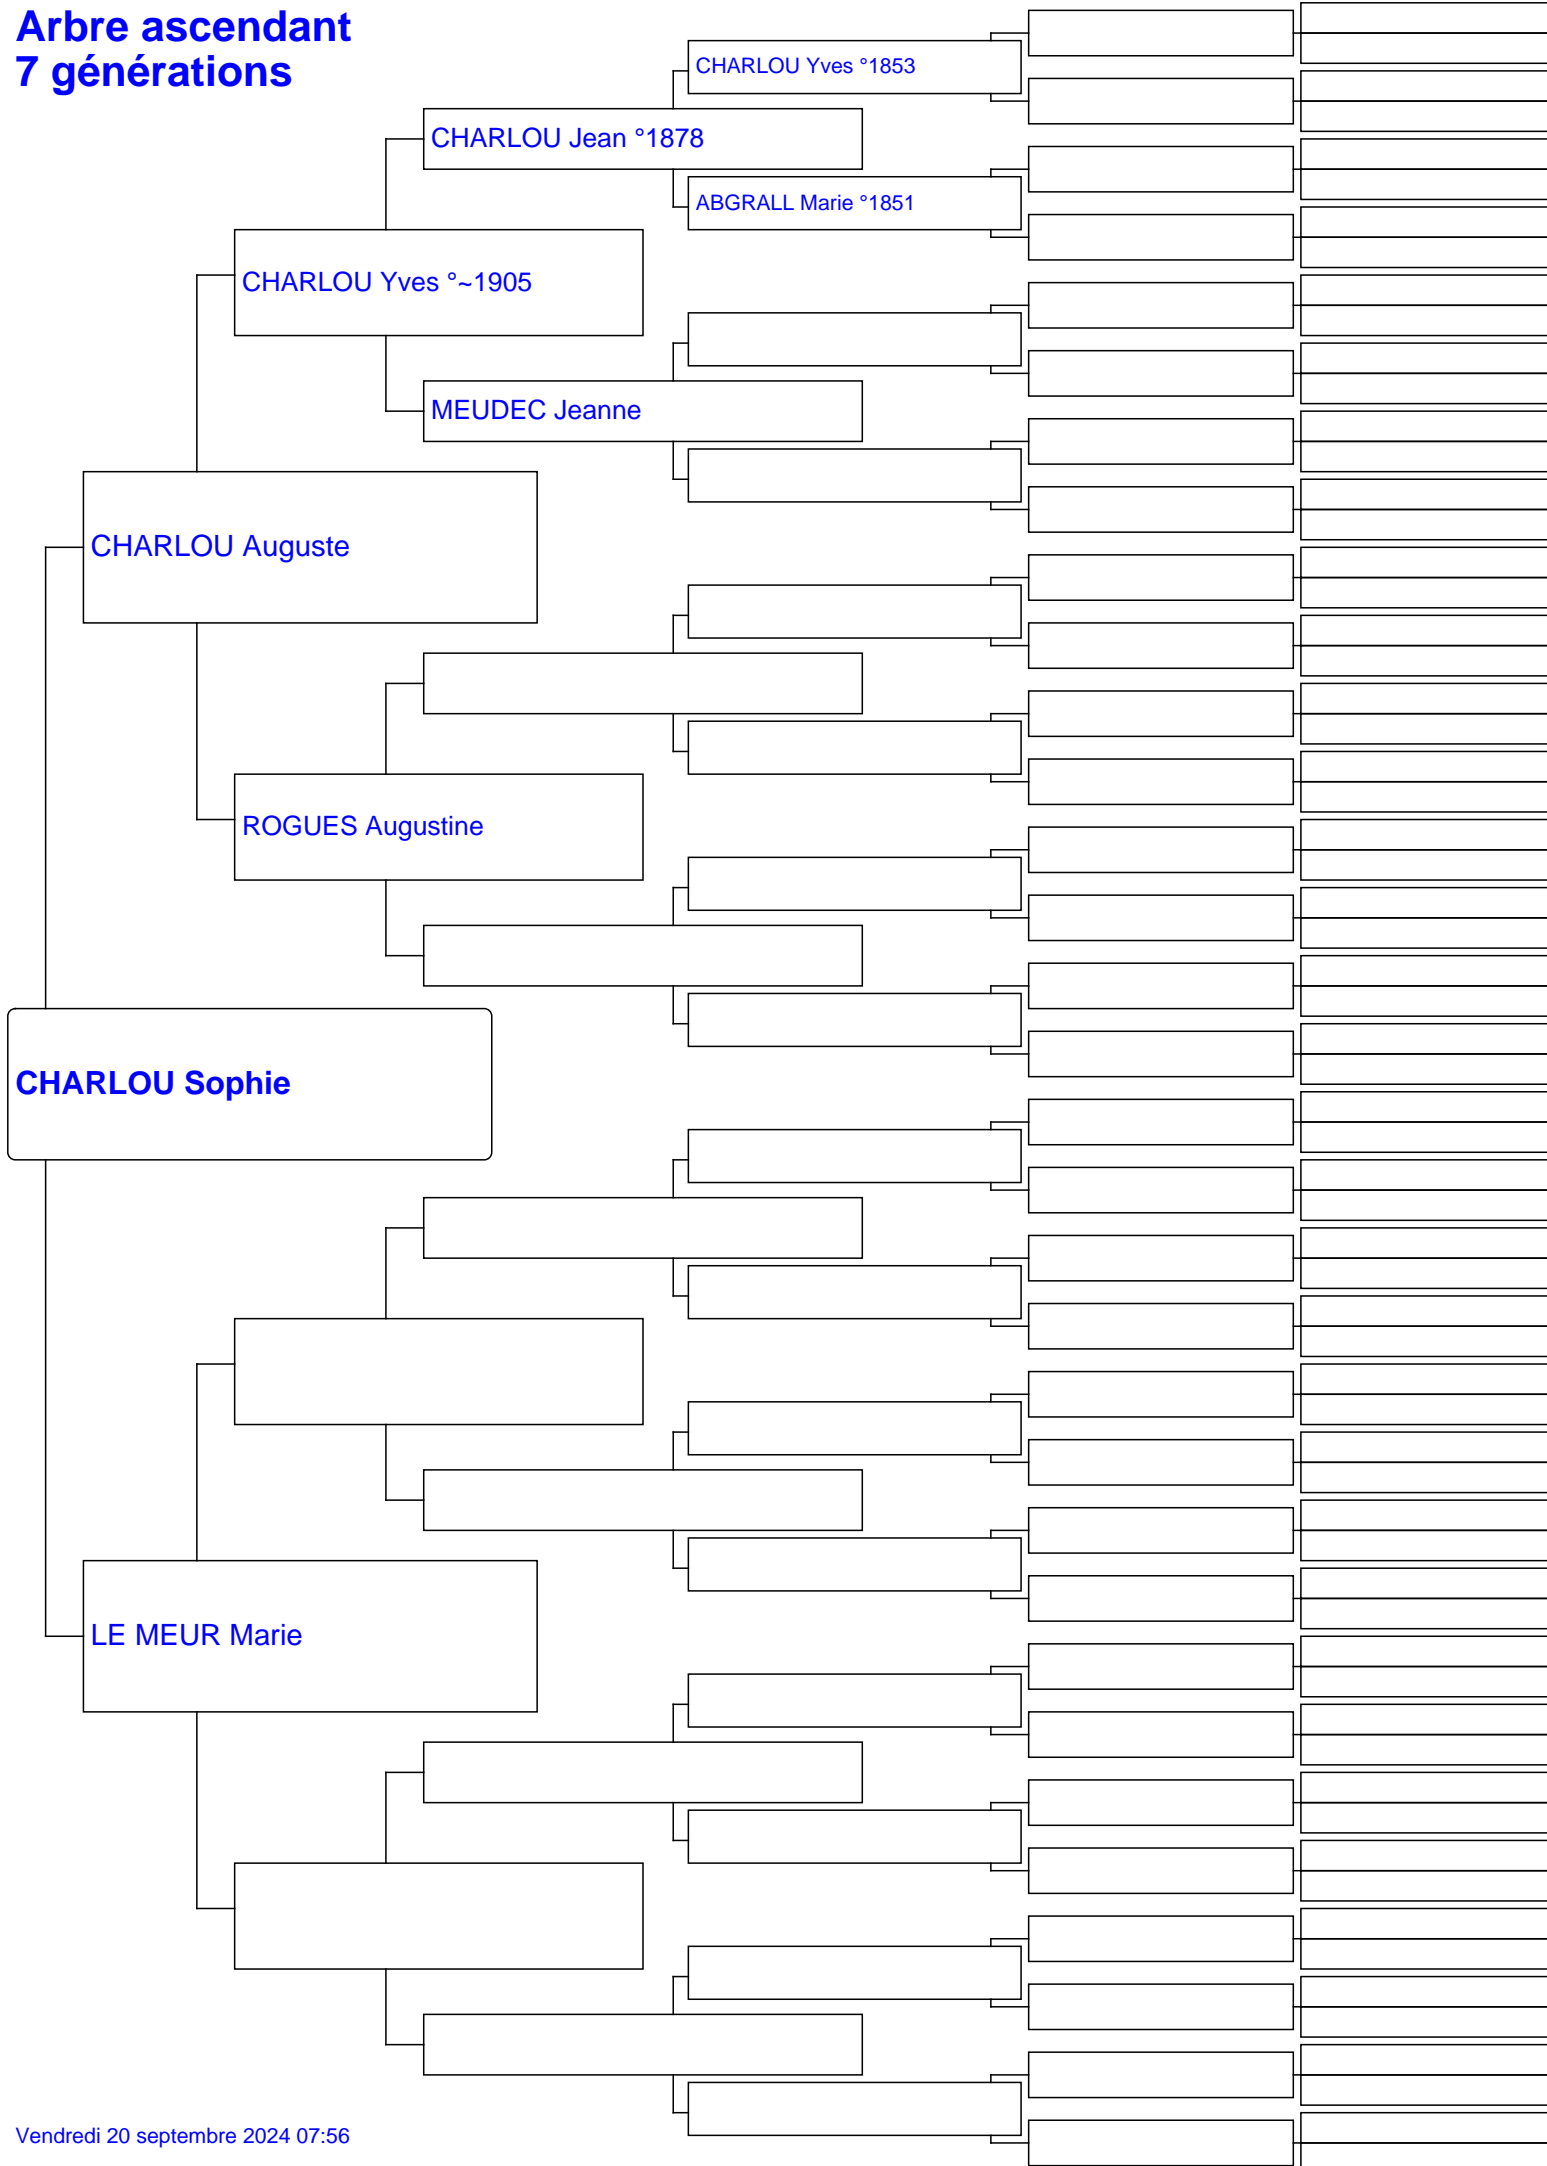 Arbre ascendant
7 générations
CHARLOU Yves °1853
CHARLOU Jean °1878
ABGRALL Marie °1851
CHARLOU Yves °~1905
MEUDEC Jeanne
CHARLOU Auguste
ROGUES Augustine
CHARLOU Sophie
LE MEUR Marie
Vendredi 20 septembre 2024 07:56